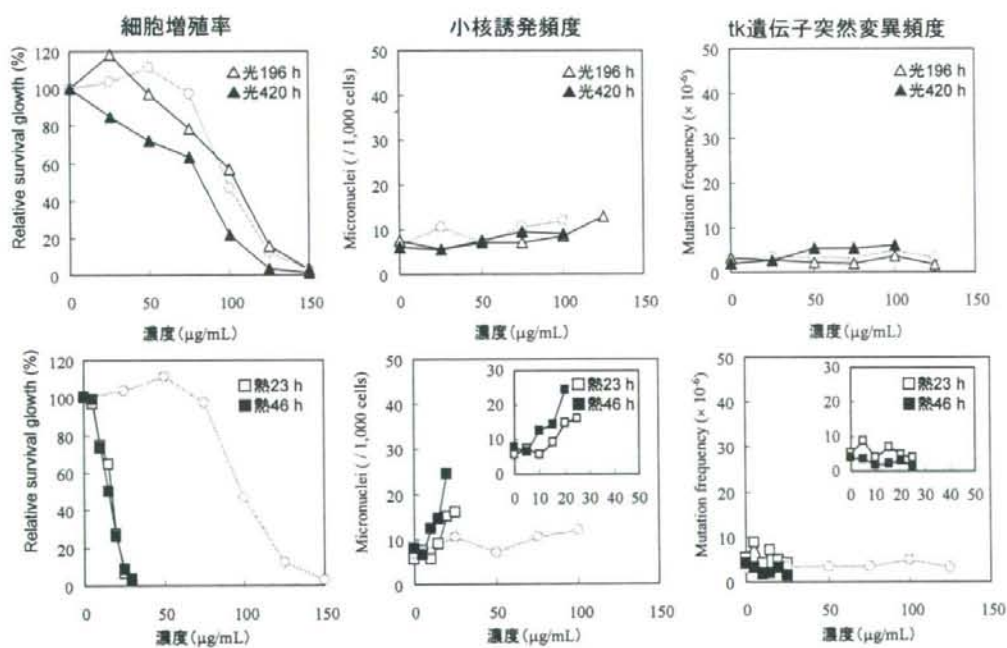 細胞増殖率
小核誘発頻度
tk遺伝子突然変異頻度
Relative survival glowth (%)
120
100
80
60
40
20
0
△光196 h
▲光420 h
0 50 100 150
濃度(μg/mL)
Micronuclei ( / 1,000 cells)
50
40
30
20
10
0
△光196 h
▲光420 h
0 50 100 150
濃度(μg/mL)
Mutation frequency (× 10⁻⁶)
50
40
30
20
10
0
△光196 h
▲光420 h
0 50 100 150
濃度(μg/mL)
Relative survival glowth (%)
120
100
80
60
40
20
0
□熱23 h
■熱46 h
0 50 100 150
濃度(μg/mL)
Micronuclei ( / 1,000 cells)
50
40
30
20
10
0
30
20
10
0
□熱23 h
■熱46 h
0 10 20 30 40 50
0 50 100 150
濃度(μg/mL)
Mutation frequency (× 10⁻⁶)
50
40
30
20
10
0
30
20
10
0
□熱23 h
■熱46 h
0 10 20 30 40 50
0 50 100 150
濃度(μg/mL)